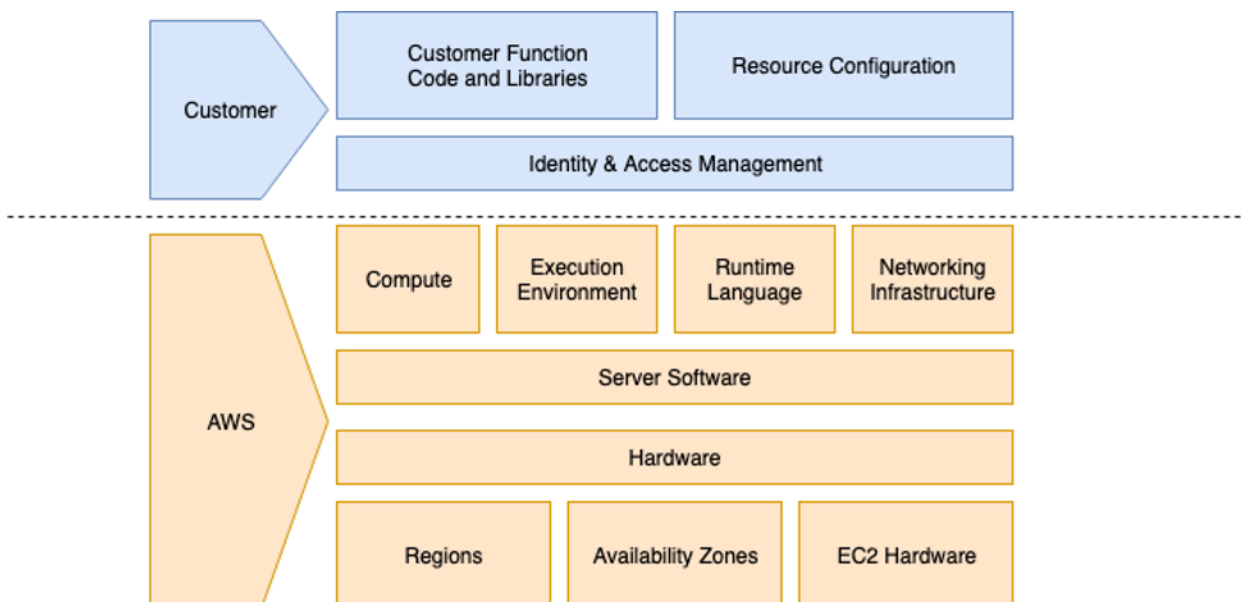 Customer
Customer Function
Code and Libraries
Resource Configuration
Identity & Access Management
AWS
Compute
Execution
Environment
Runtime
Language
Networking
Infrastructure
Server Software
Hardware
Regions
Availability Zones
EC2 Hardware